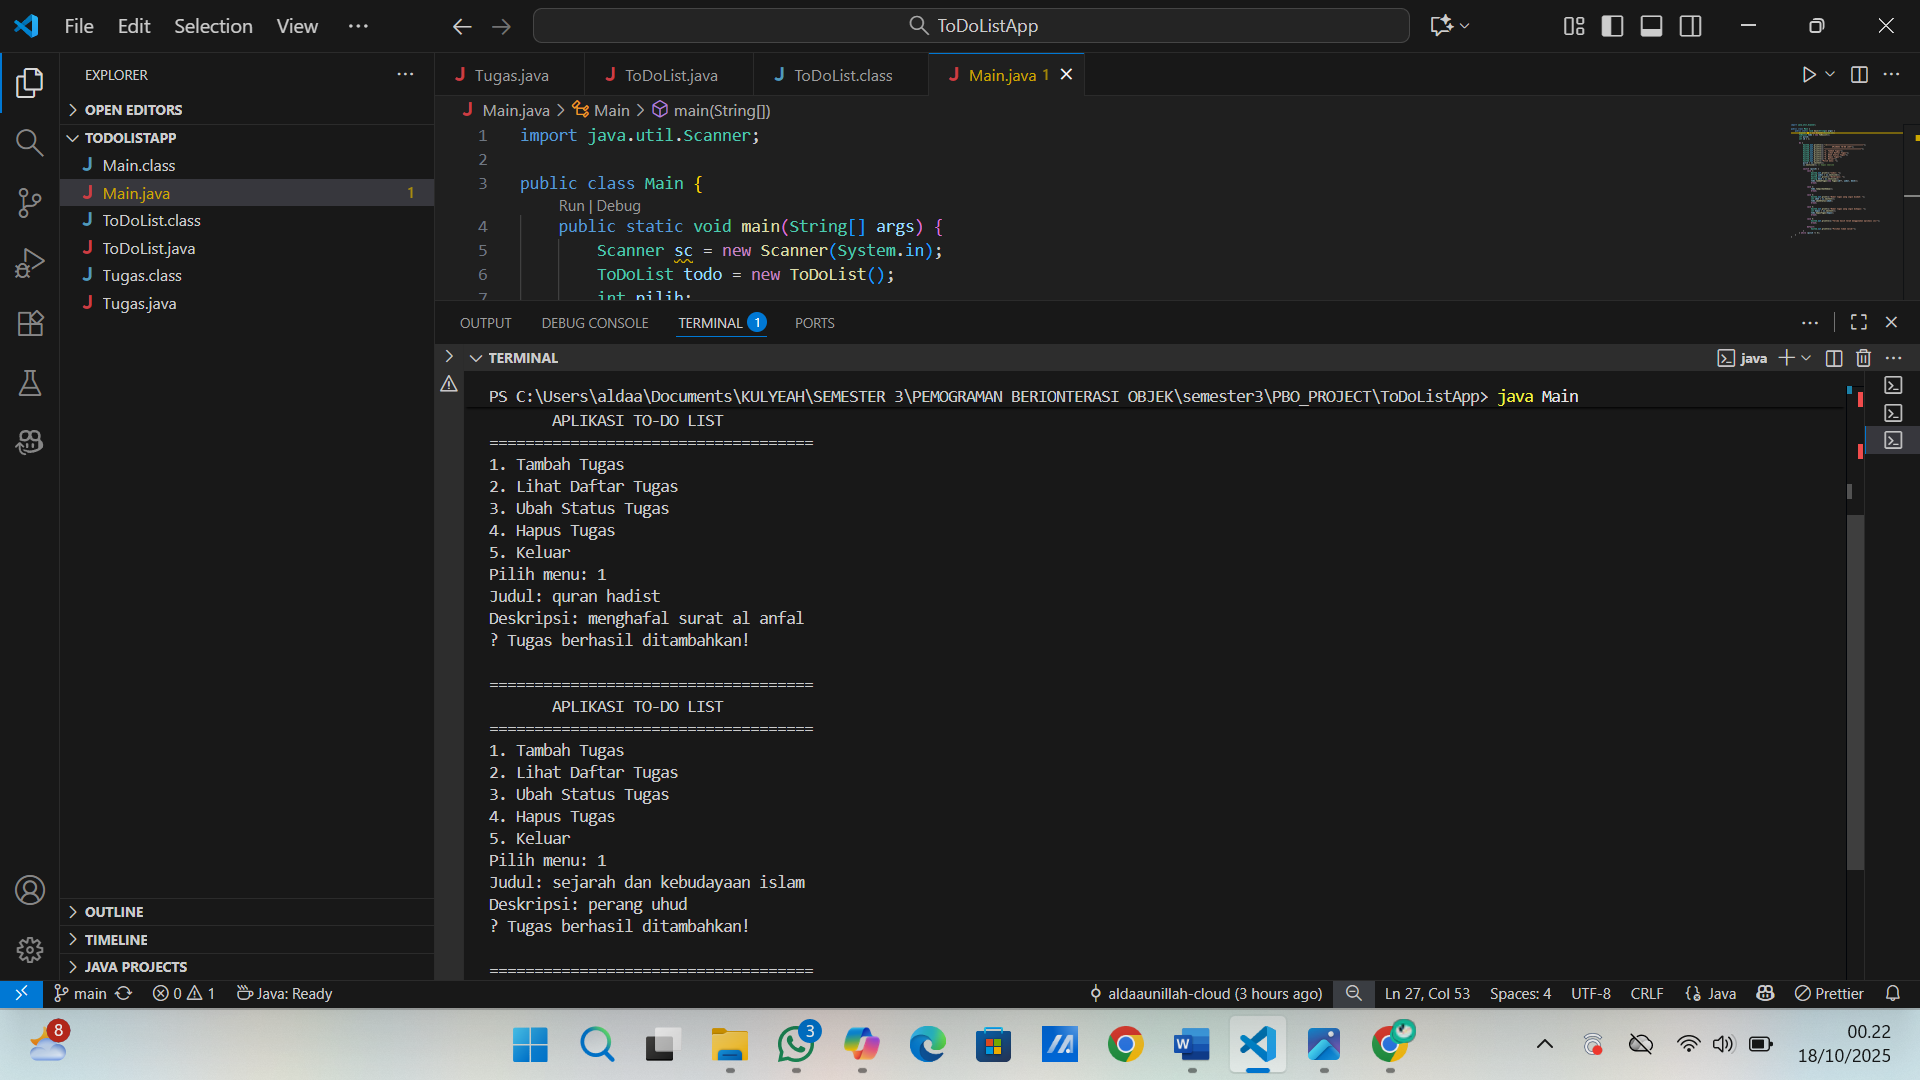 File Edit Selection View ··· ToDoListApp
EXPLORER ···
OPEN EDITORS
TODOLISTAPP
Main.class
Main.java 1
ToDoList.class
ToDoList.java
Tugas.class
Tugas.java
OUTLINE
TIMELINE
JAVA PROJECTS
Tugas.java ToDoList.java ToDoList.class Main.java 1
Main.java > Main > main(String[])
1 import java.util.Scanner;
2
3 public class Main {
Run | Debug
4 public static void main(String[] args) {
5 Scanner sc = new Scanner(System.in);
6 ToDoList todo = new ToDoList();
7 int pilih;
OUTPUT DEBUG CONSOLE TERMINAL 1 PORTS
TERMINAL java
PS C:\Users\aldaa\Documents\KULYEAH\SEMESTER 3\PEMOGRAMAN BERIONTERASI OBJEK\semester3\PBO_PROJECT\ToDoListApp> java Main
APLIKASI TO-DO LIST
====================================
1. Tambah Tugas
2. Lihat Daftar Tugas
3. Ubah Status Tugas
4. Hapus Tugas
5. Keluar
Pilih menu: 1
Judul: quran hadist
Deskripsi: menghafal surat al anfal
? Tugas berhasil ditambahkan!
====================================
APLIKASI TO-DO LIST
====================================
1. Tambah Tugas
2. Lihat Daftar Tugas
3. Ubah Status Tugas
4. Hapus Tugas
5. Keluar
Pilih menu: 1
Judul: sejarah dan kebudayaan islam
Deskripsi: perang uhud
? Tugas berhasil ditambahkan!
====================================
main 0 1 Java: Ready aldaaunillah-cloud (3 hours ago) Ln 27, Col 53 Spaces: 4 UTF-8 CRLF Java Prettier
8 3 00.22
18/10/2025